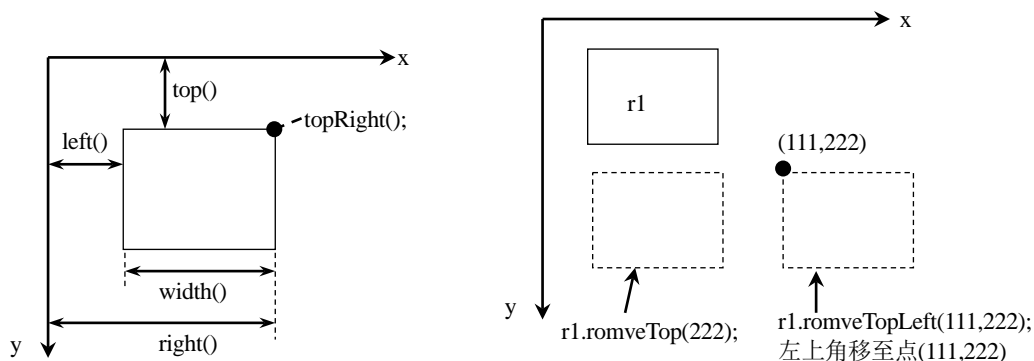 x
top()
topRight();
left()
width()
right()
y
x
r1
(111,222)
y
r1.romveTop(222);
r1.romveTopLeft(111,222);
左上角移至点(111,222)